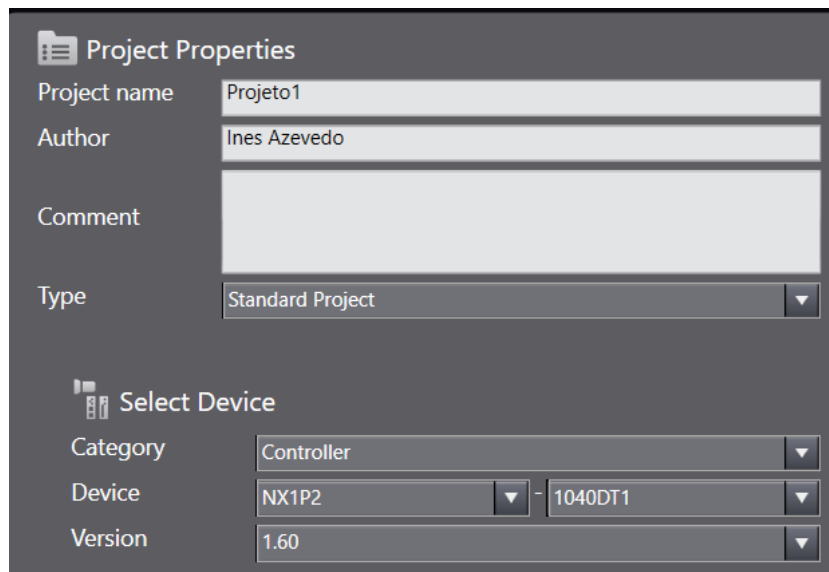 Project Properties
Project name Projeto1
Author Ines Azevedo
Comment
Type Standard Project
Select Device
Category Controller
Device NX1P2 - 1040DT1
Version 1.60